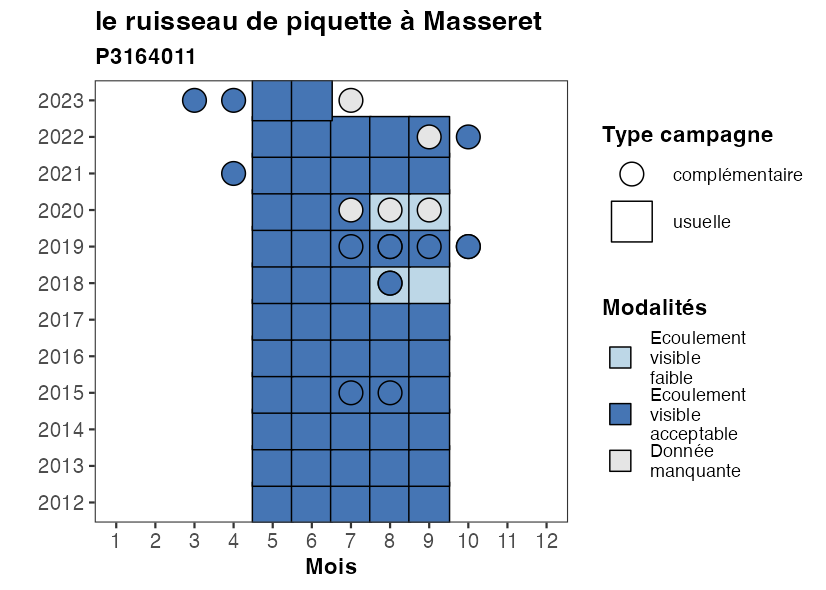 le ruisseau de piquette à Masseret
P3164011
2023
2022
2021
2020
2019
2018
2017
2016
2015
2014
2013
2012
1 2 3 4 5 6 7 8 9 10 11 12
Mois
Type campagne
complémentaire
usuelle
Modalités
Ecoulement
visible
faible
Ecoulement
visible
acceptable
Donnée
manquante